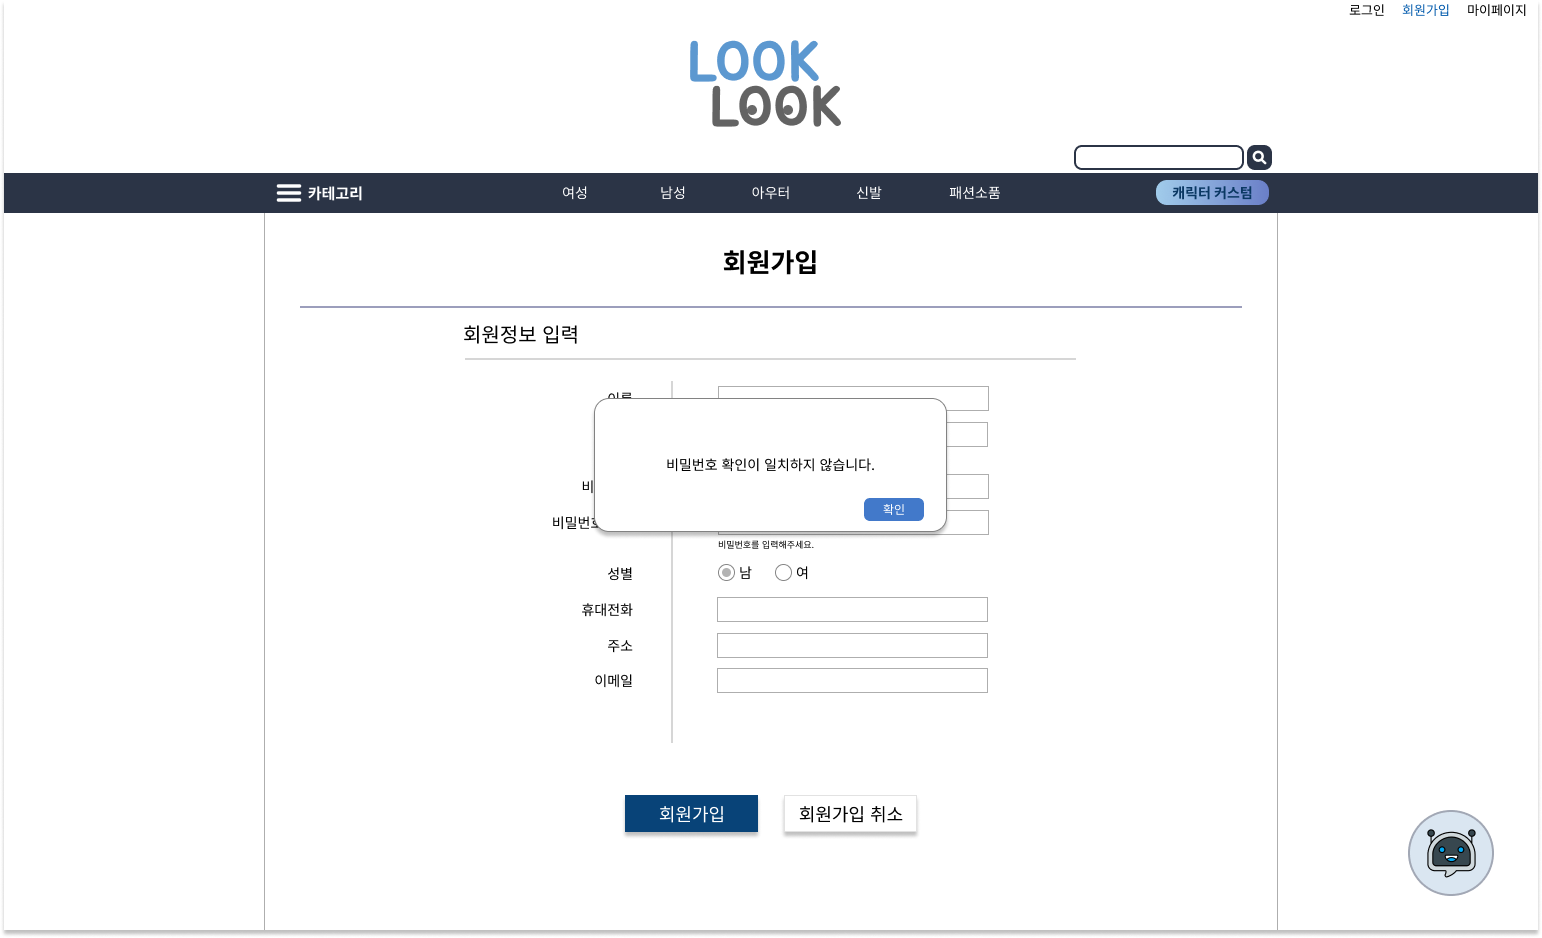 로그인 회원가입 마이페이지
LOOK
LOOK
카테고리 여성 남성 아우터 신발 패션소품 캐릭터 커스텀
회원가입
회원정보 입력
비밀번호 확인이 일치하지 않습니다.
확인
비밀번호
비밀번호를 입력해주세요.
성별 남 여
휴대전화
주소
이메일
회원가입 회원가입 취소